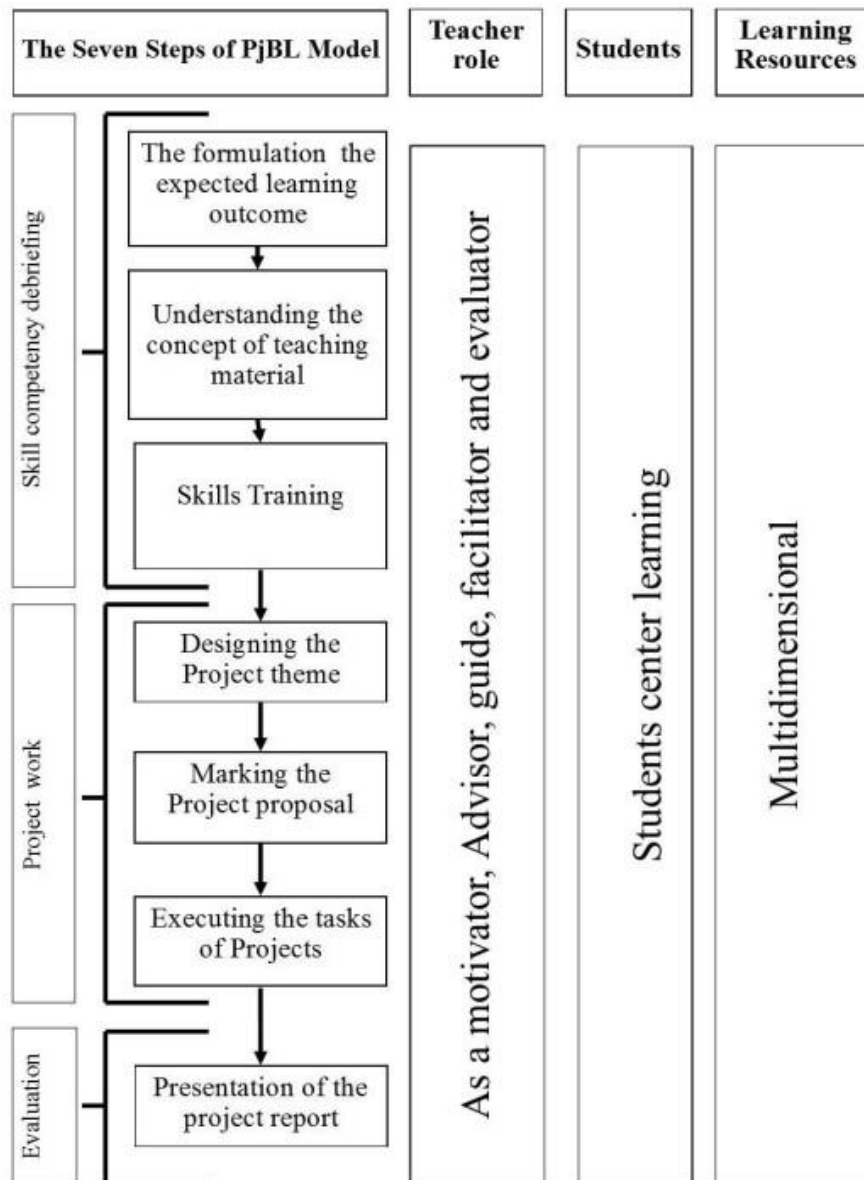 The Seven Steps of PjBL Model
Teacher
role
Students
Learning
Resources
Skill competency debriefing
The formulation the
expected learning
outcome
Understanding the
concept of teaching
material
Skills Training
Project work
Designing the
Project theme
Marking the
Project proposal
Executing the tasks
of Projects
Evaluation
Presentation of the
project report
As a motivator, Advisor, guide, facilitator and evaluator
Students center learning
Multidimensional